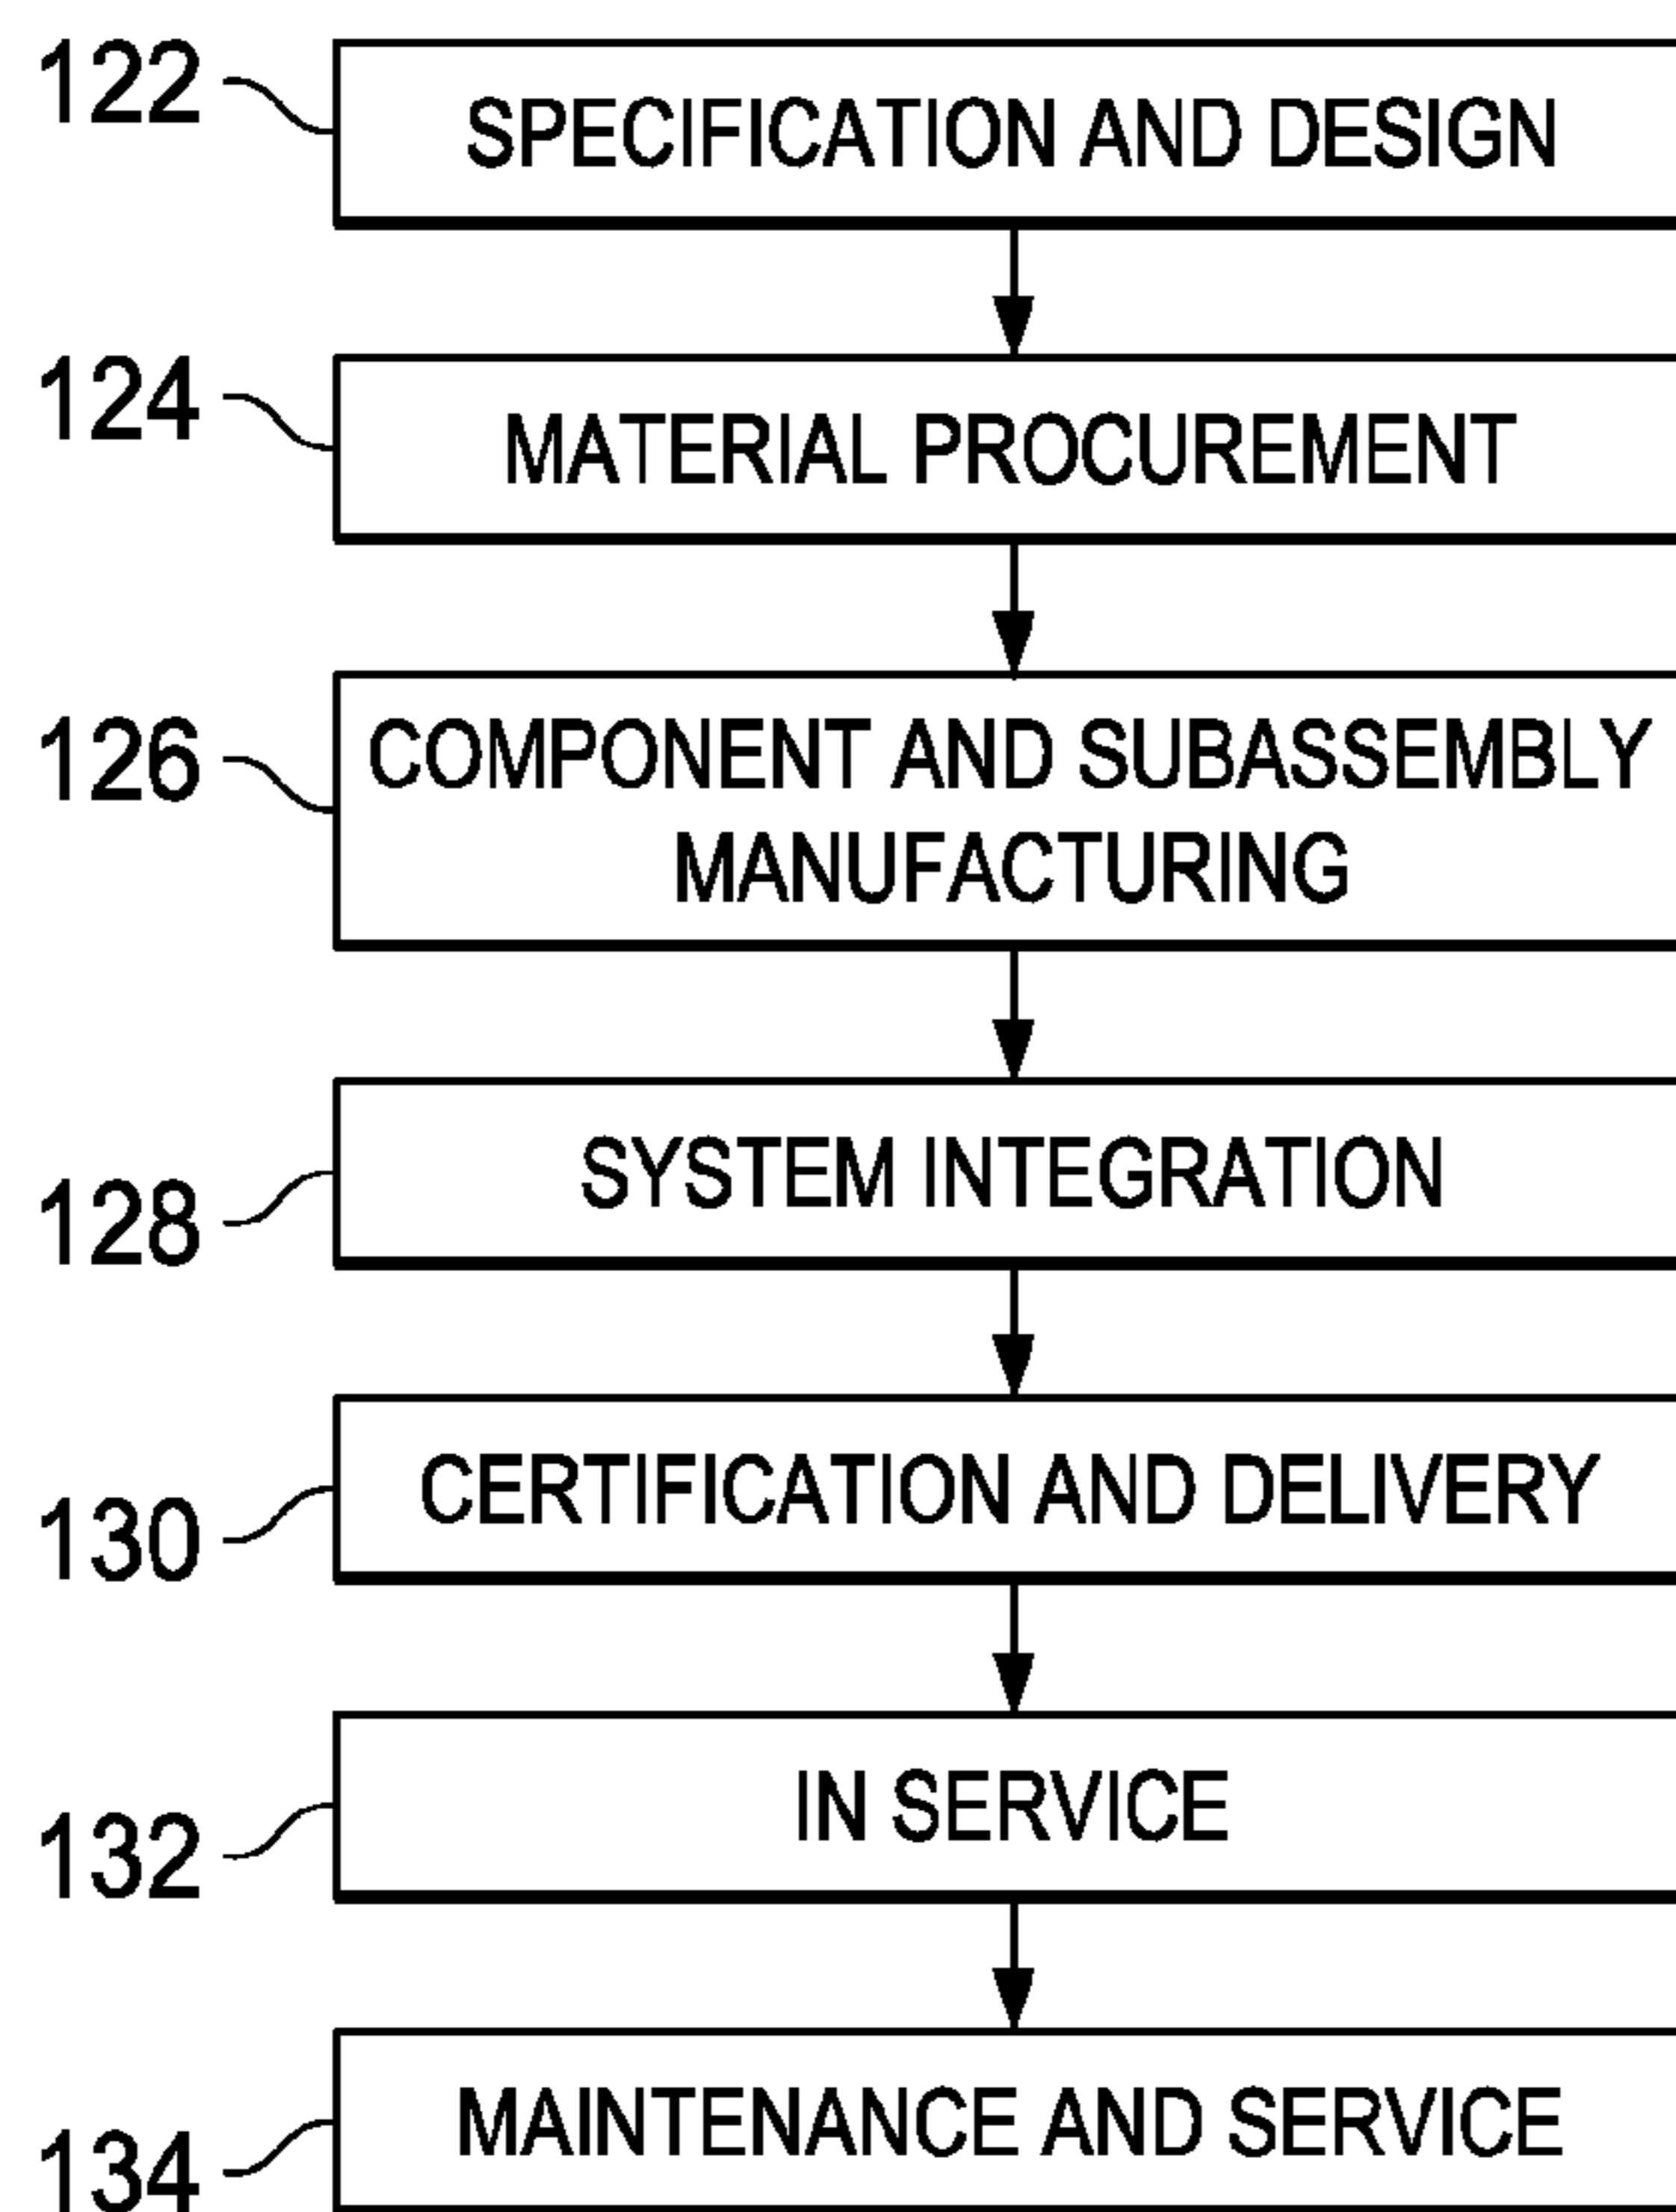 122
SPECIFICATION AND DESIGN
124
MATERIAL PROCUREMENT
126
COMPONENT AND SUBASSEMBLY
MANUFACTURING
128
SYSTEM INTEGRATION
130
CERTIFICATION AND DELIVERY
132
IN SERVICE
134
MAINTENANCE AND SERVICE